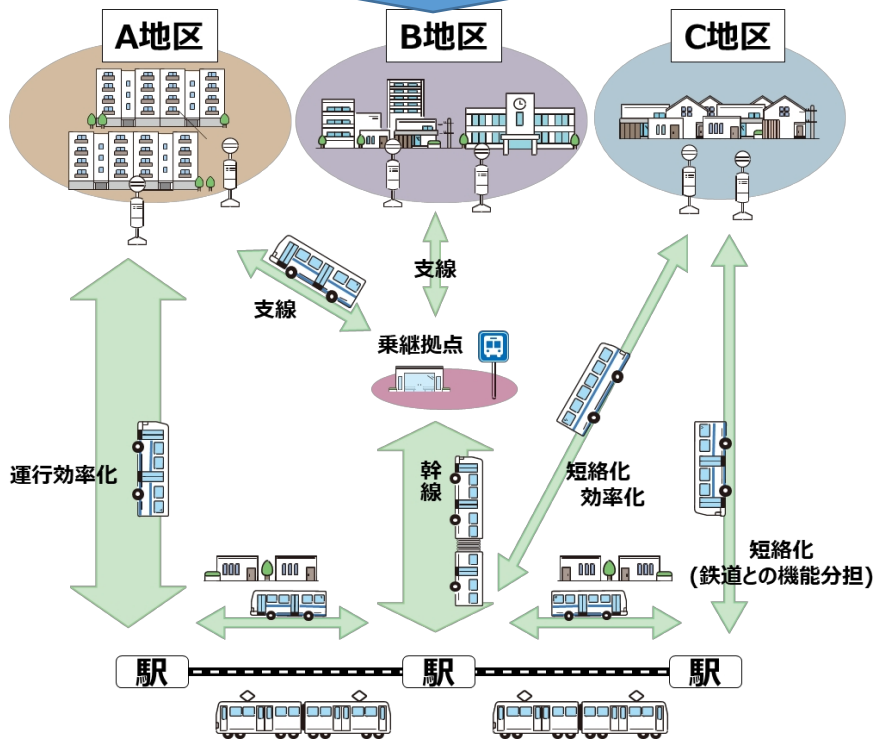 A地区
B地区
C地区
支線
支線
乗継拠点
運行効率化
幹線
短絡化
効率化
短絡化
(鉄道との機能分担)
駅
駅
駅